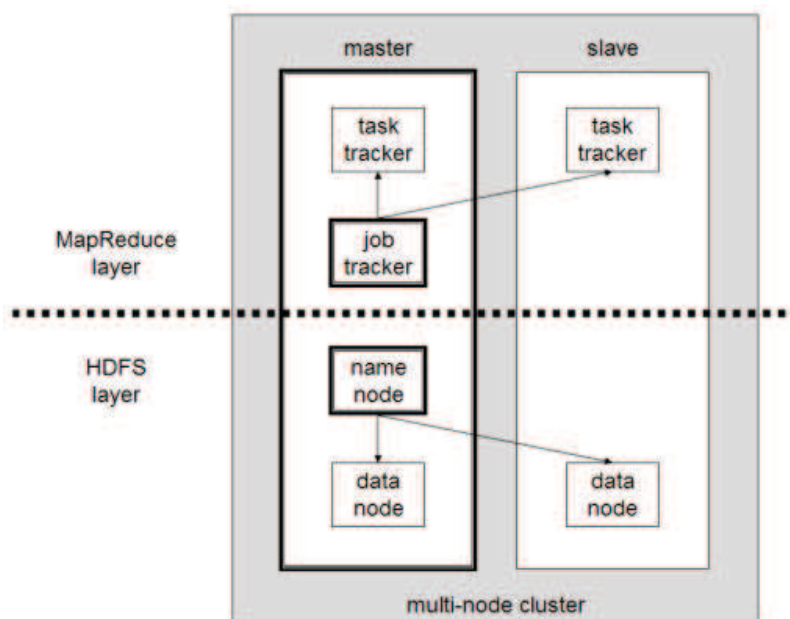 master
slave
task
tracker
task
tracker
MapReduce
layer
job
tracker
HDFS
layer
name
node
data
node
data
node
multi-node cluster